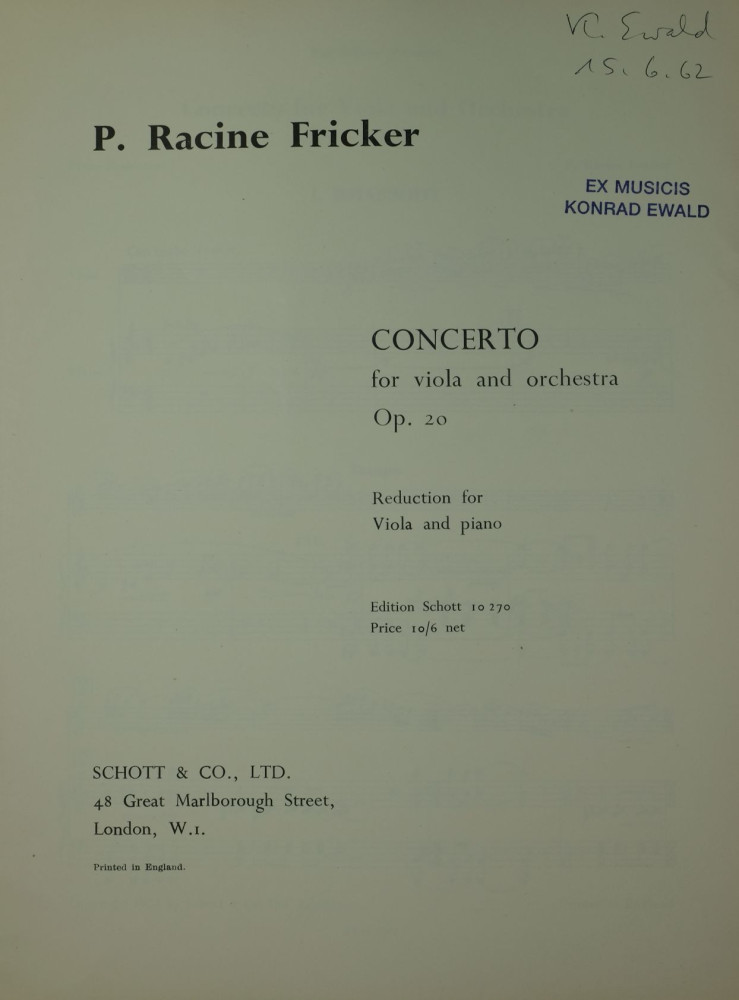 K. Ewald
15. 6. 62
P. Racine Fricker
EX MUSICIS
KONRAD EWALD
CONCERTO
for viola and orchestra
Op. 20
Reduction for
Viola and piano
Edition Schott 10 270
Price 10/6 net
SCHOTT & CO., LTD.
48 Great Marlborough Street,
London, W.1.
Printed in England.